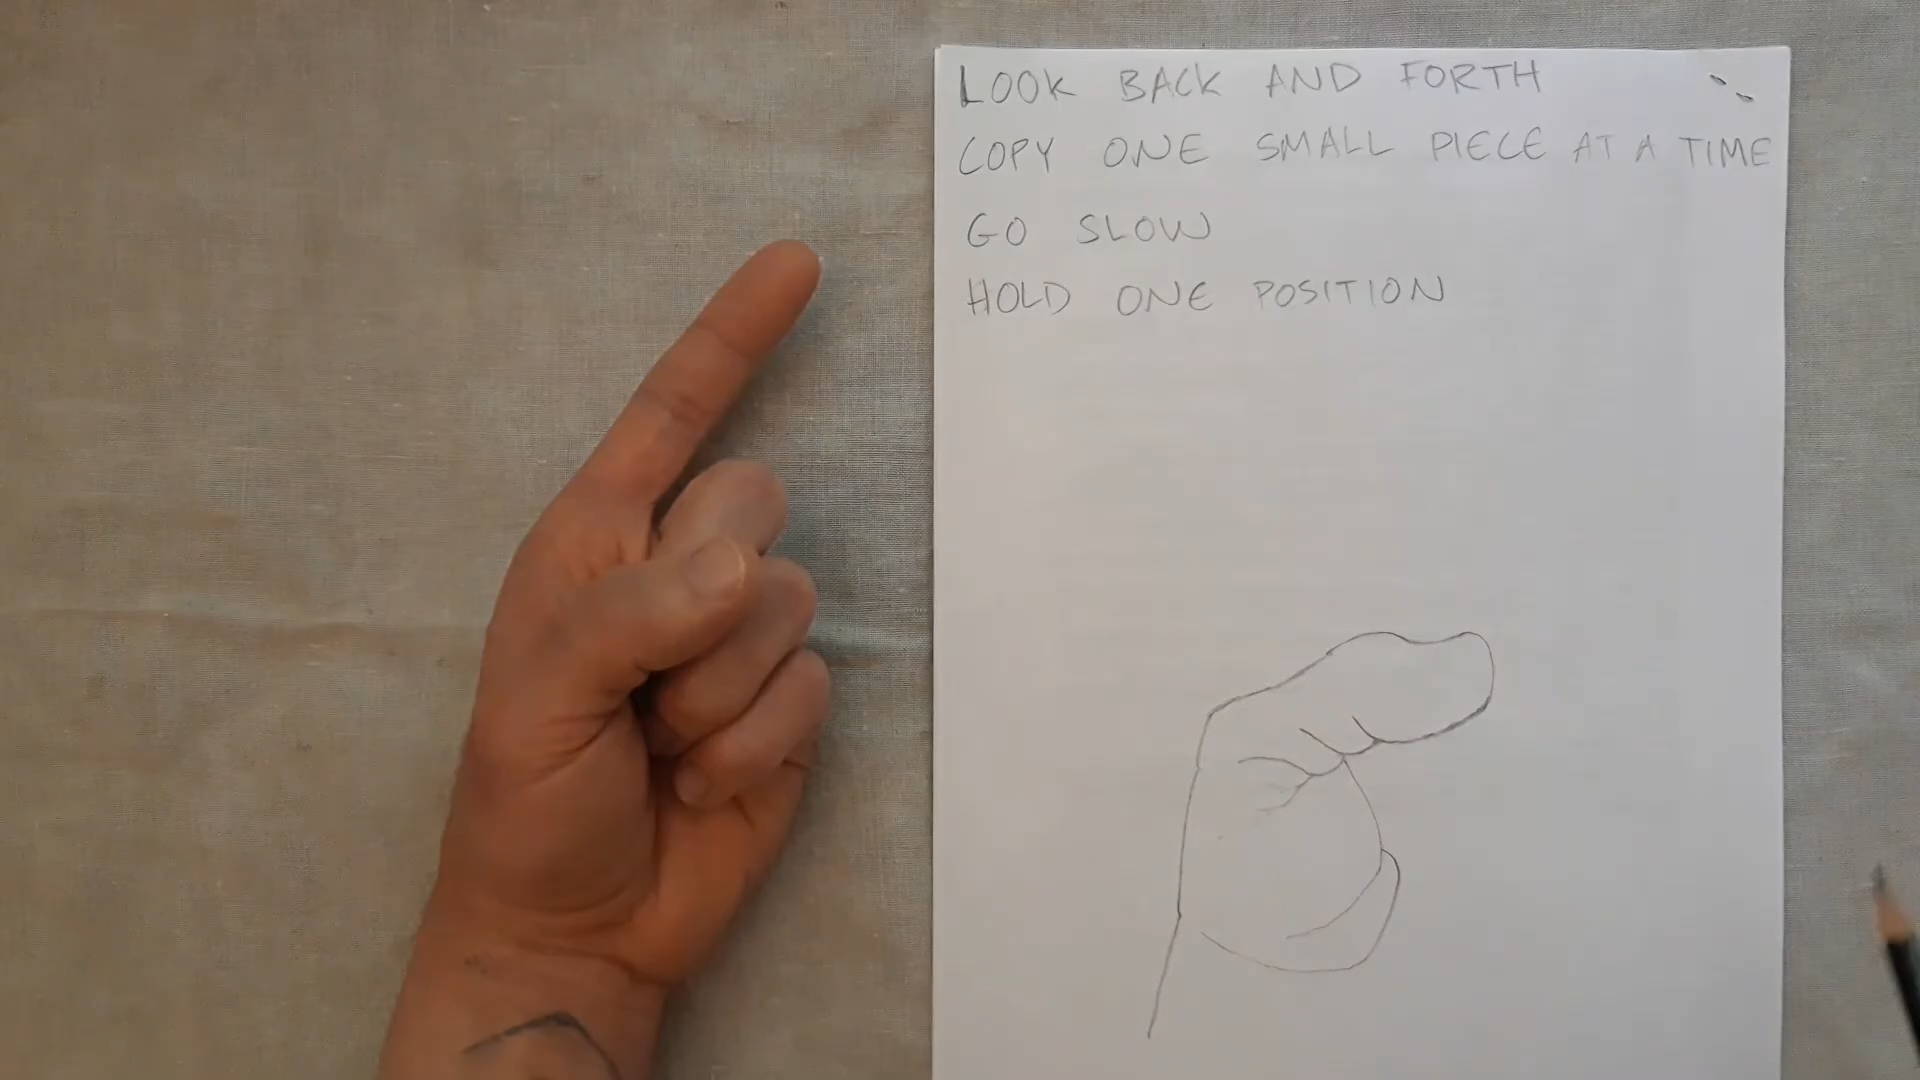 LOOK BACK AND FORTH
COPY ONE SMALL PIECE AT A TIME
GO SLOW
HOLD ONE POSITION